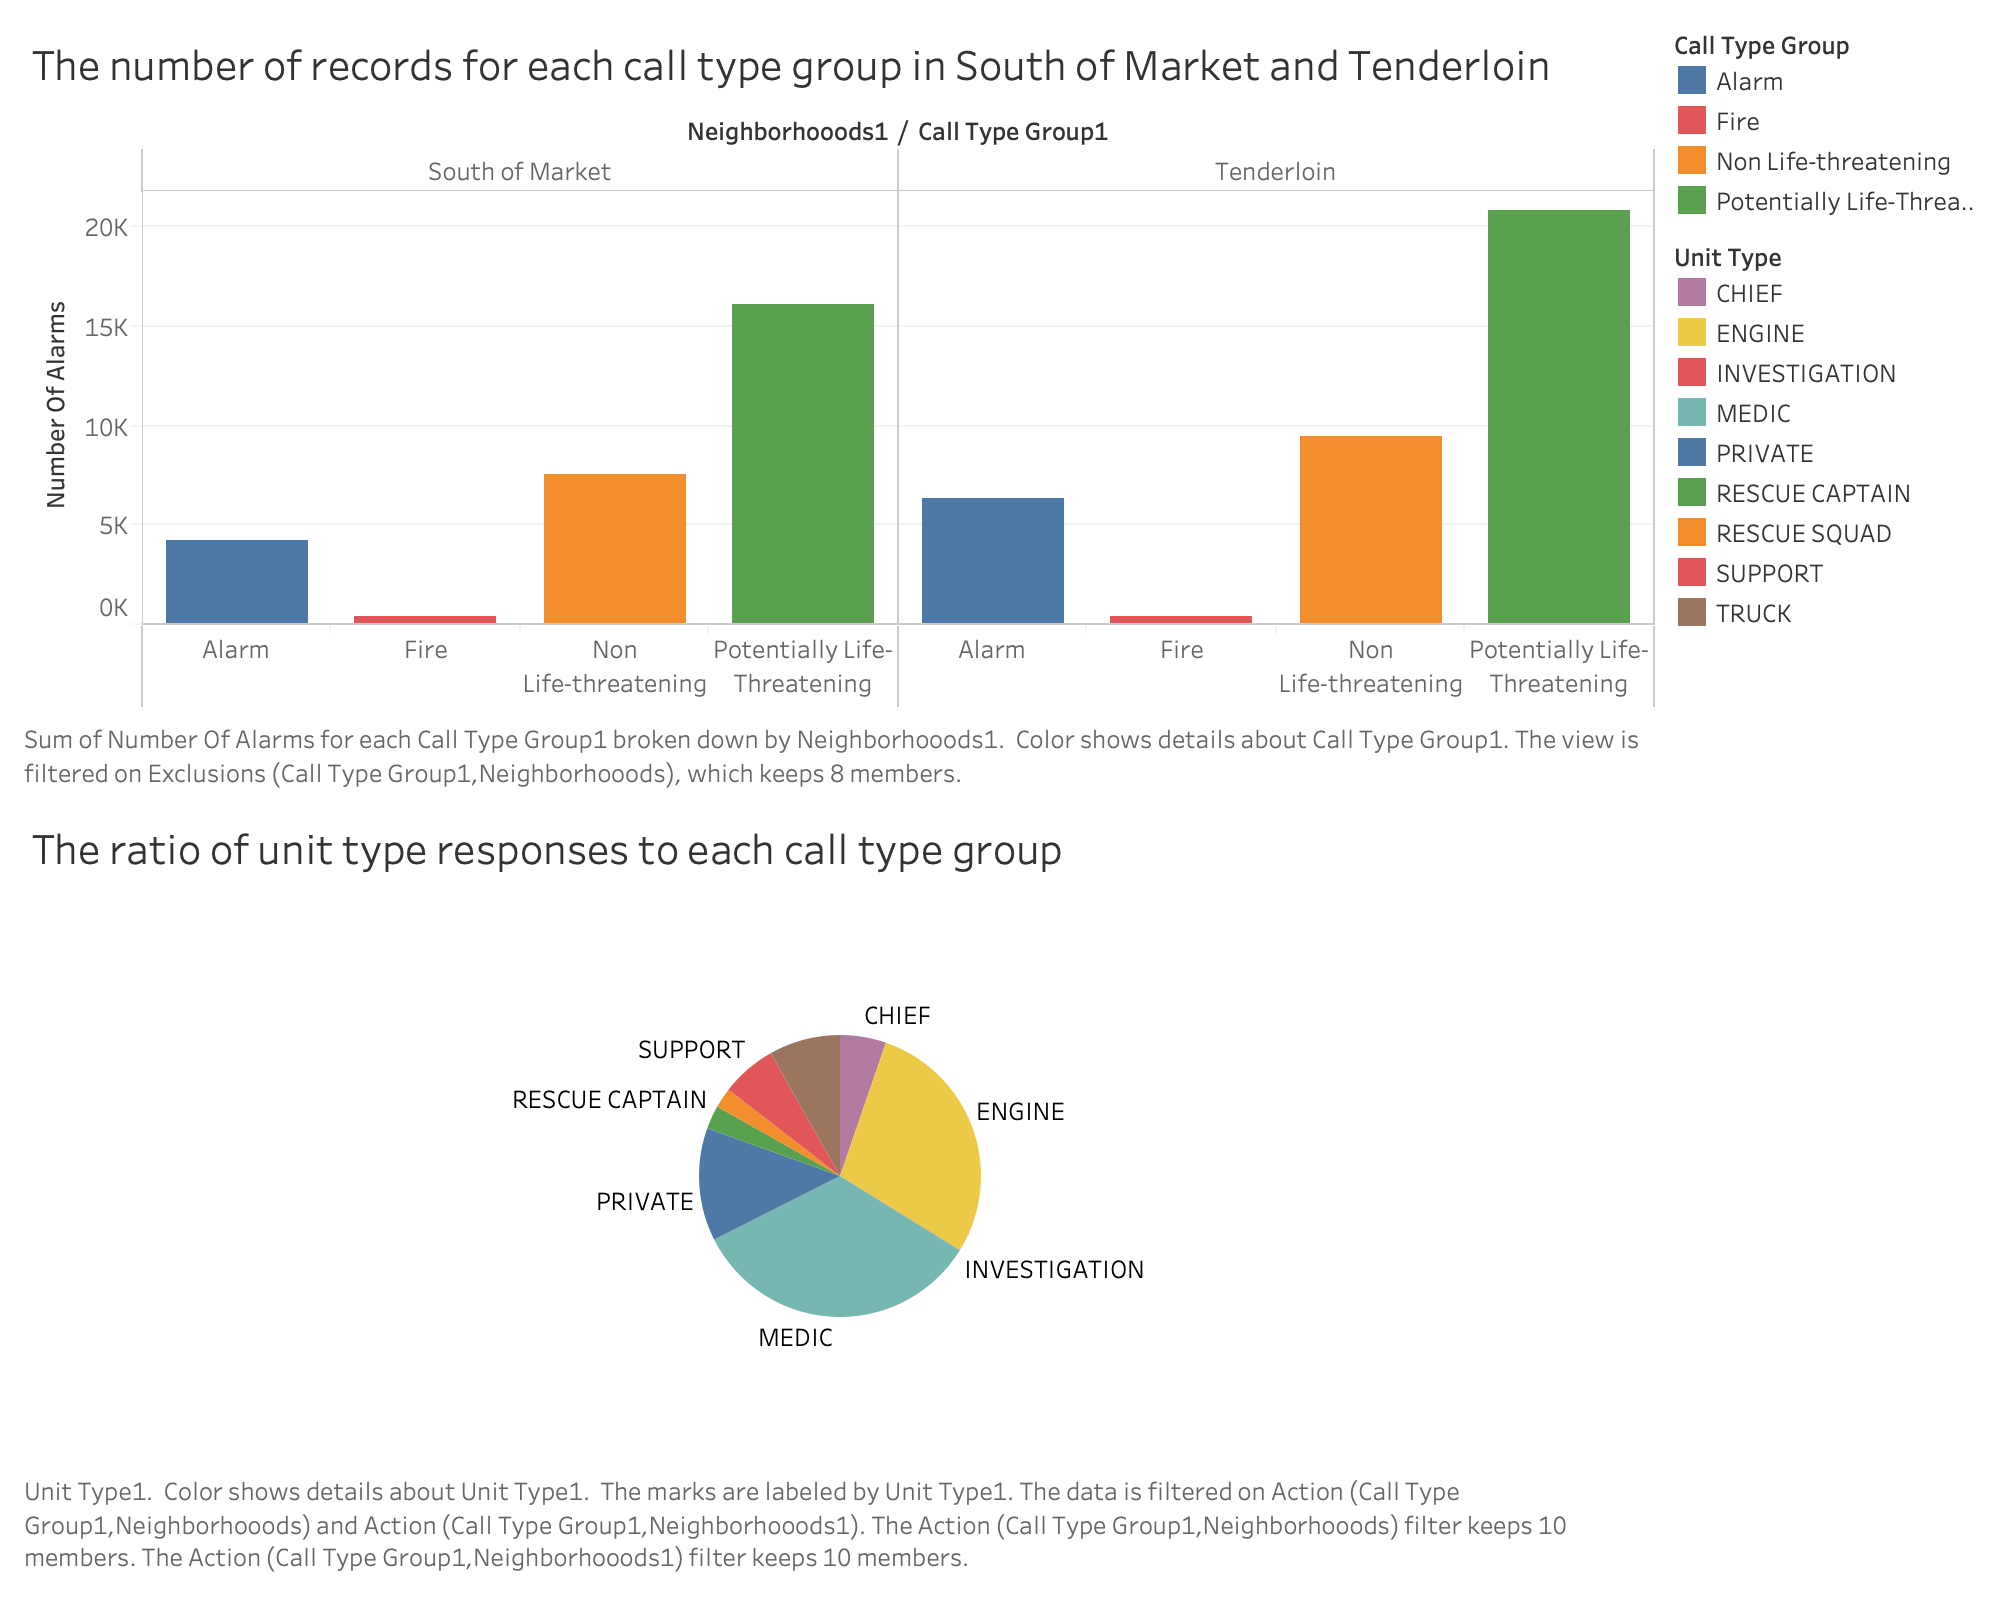 The number of records for each call type group in South of Market and Tenderloin
Neighborhooods1 / Call Type Group1
South of Market
Tenderloin
Number Of Alarms
20K
15K
10K
5K
0K
Alarm
Fire
Non
Life-threatening
Potentially Life-
Threatening
Alarm
Fire
Non
Life-threatening
Potentially Life-
Threatening
Sum of Number Of Alarms for each Call Type Group1 broken down by Neighborhooods1.  Color shows details about Call Type Group1. The view is
filtered on Exclusions (Call Type Group1,Neighborhooods), which keeps 8 members.
Call Type Group
Alarm
Fire
Non Life-threatening
Potentially Life-Threa..
Unit Type
CHIEF
ENGINE
INVESTIGATION
MEDIC
PRIVATE
RESCUE CAPTAIN
RESCUE SQUAD
SUPPORT
TRUCK
The ratio of unit type responses to each call type group
CHIEF
SUPPORT
RESCUE CAPTAIN
ENGINE
PRIVATE
INVESTIGATION
MEDIC
Unit Type1.  Color shows details about Unit Type1.  The marks are labeled by Unit Type1. The data is filtered on Action (Call Type
Group1,Neighborhooods) and Action (Call Type Group1,Neighborhooods1). The Action (Call Type Group1,Neighborhooods) filter keeps 10
members. The Action (Call Type Group1,Neighborhooods1) filter keeps 10 members.